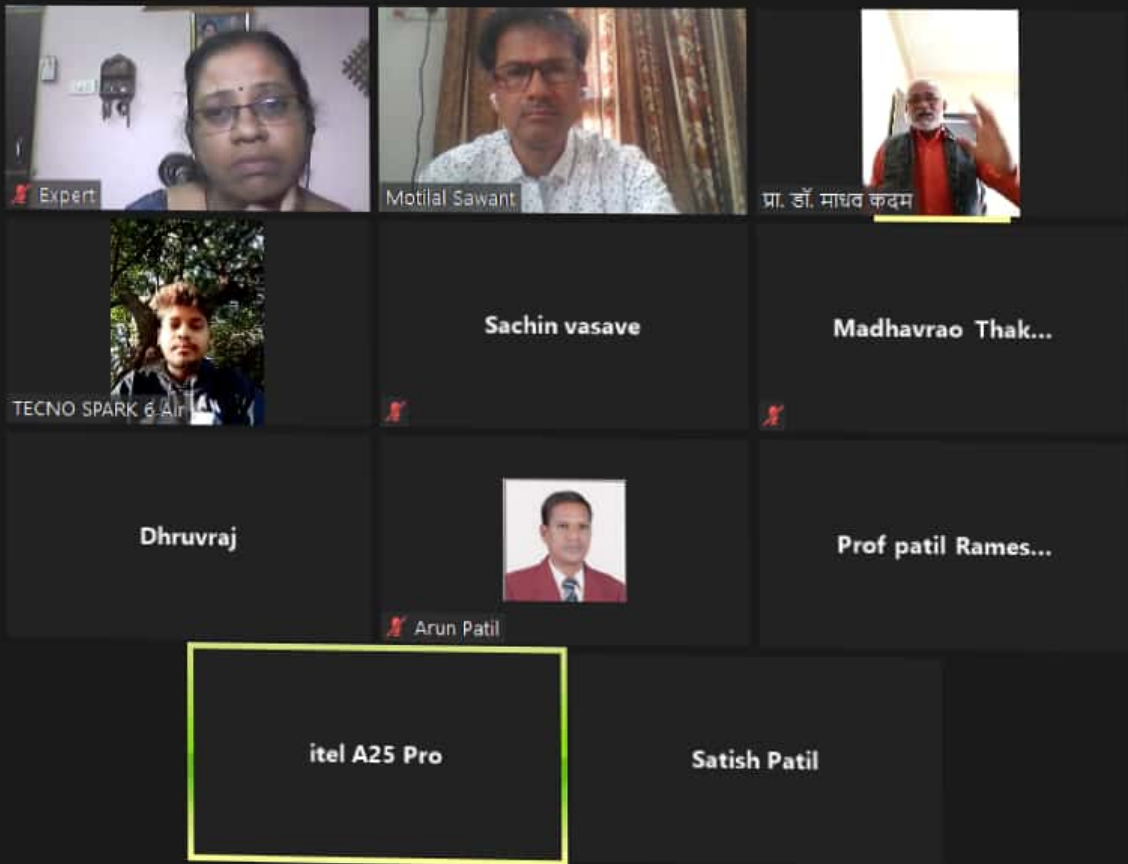 Expert
Motilal Sawant
प्रा. डॉ. माधव कदम
TECNO SPARK 6 Air
Sachin vasave
Madhavrao Thak...
Dhruvraj
Arun Patil
Prof patil Rames...
itel A25 Pro
Satish Patil